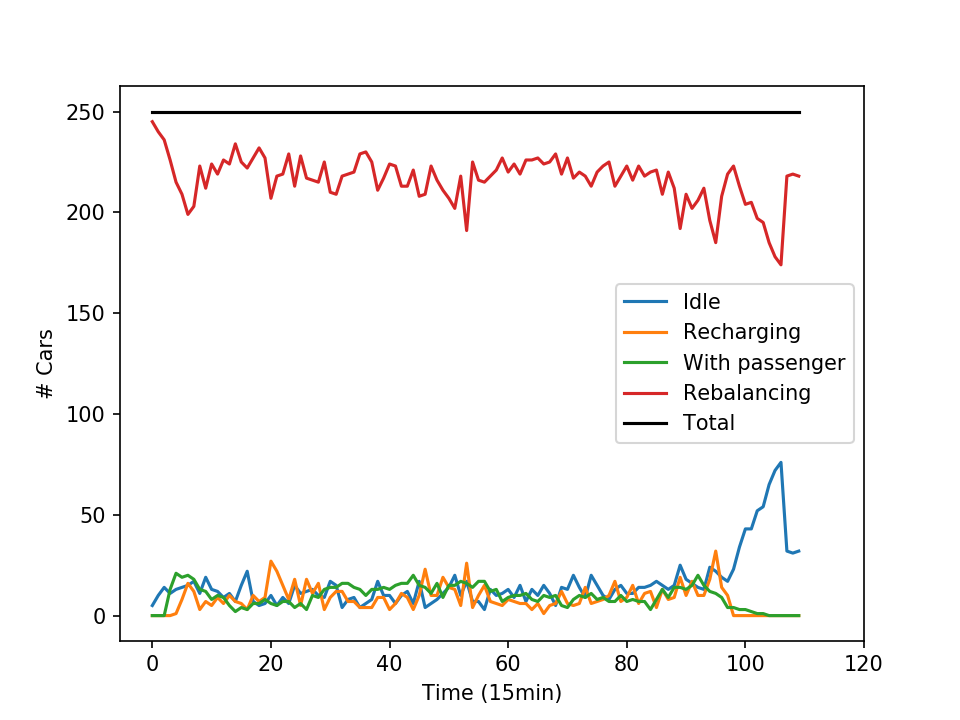 250
200
150
100
50
0
# Cars
Idle
Recharging
With passenger
Rebalancing
Total
0 20 40 60 80 100 120
Time (15min)